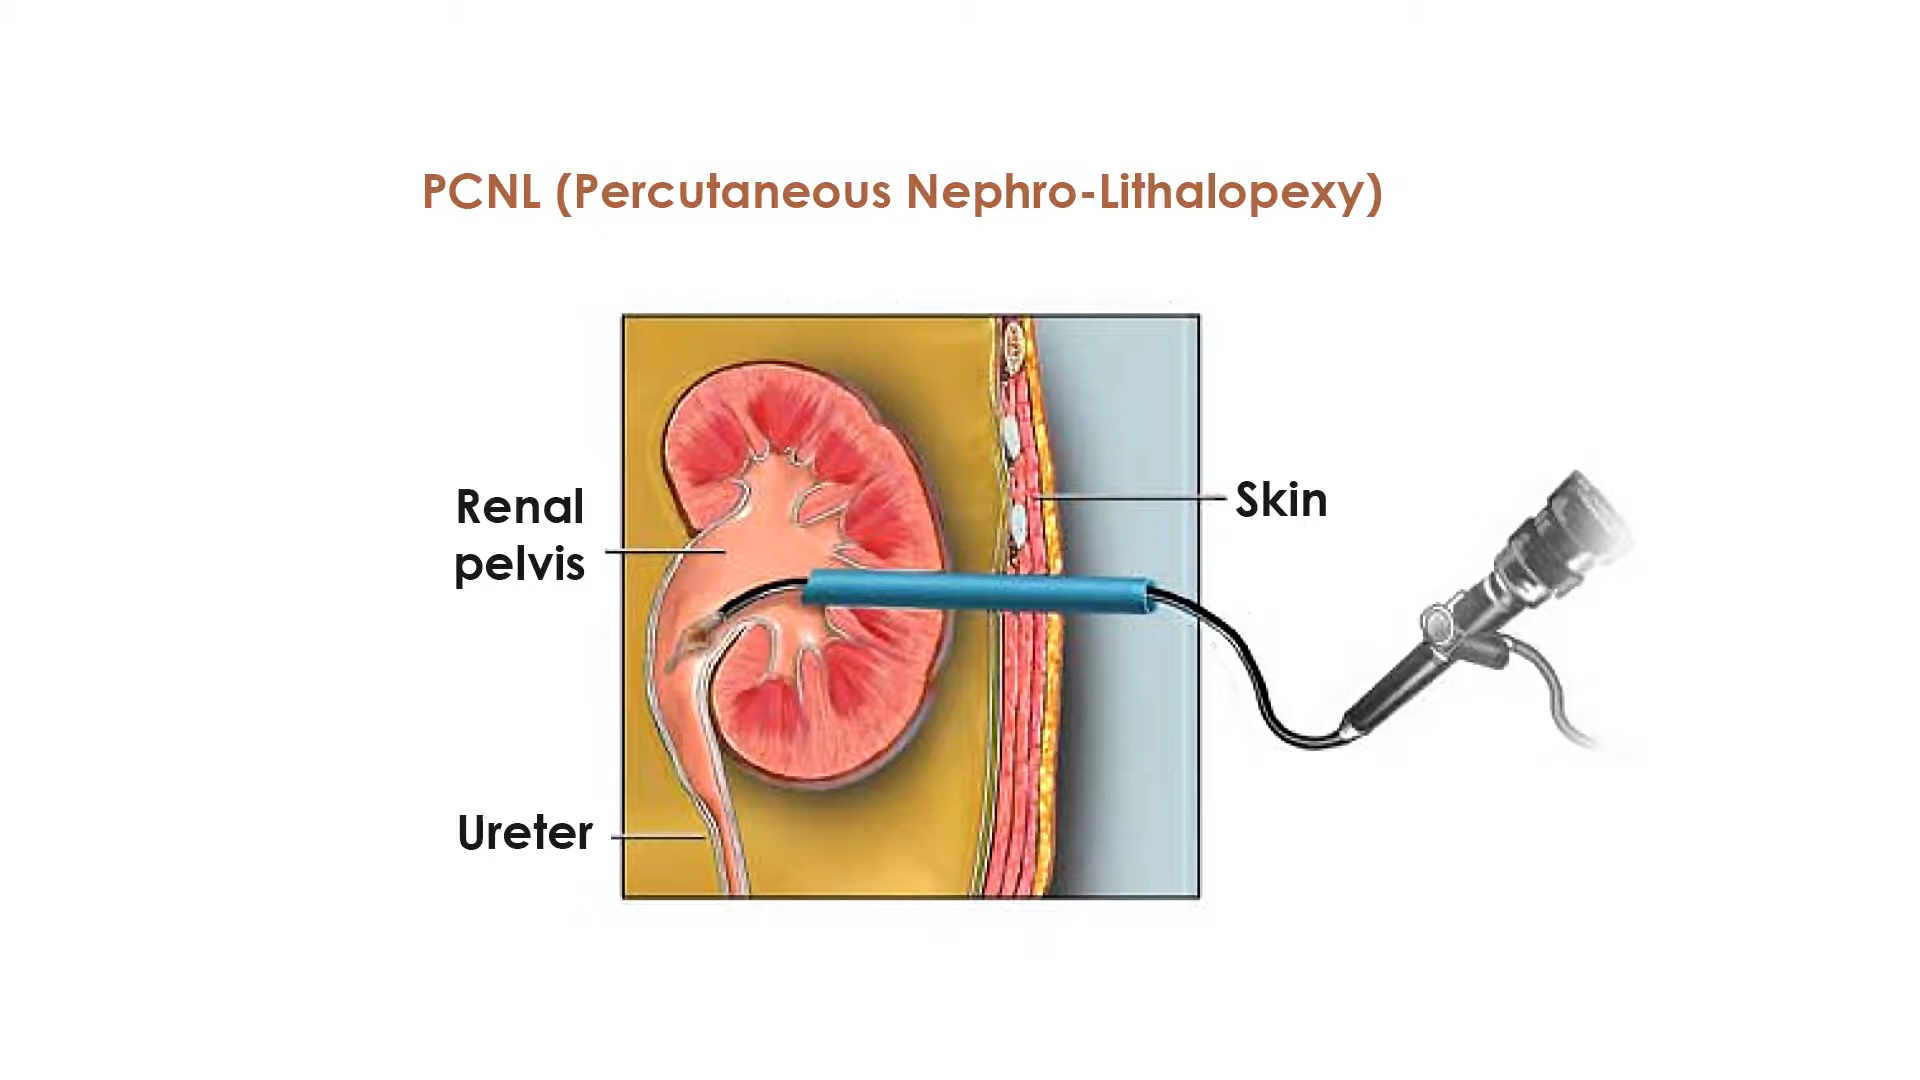 PCNL (Percutaneous Nephro-Lithalopexy)
Renal
pelvis
Skin
Ureter